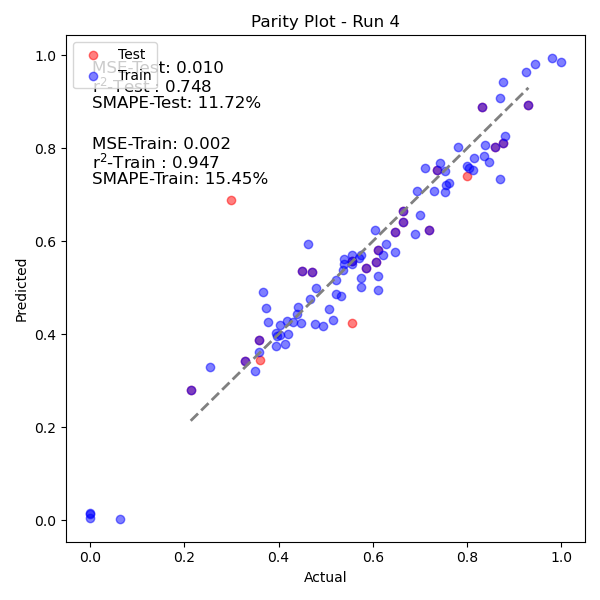 Parity Plot - Run 4
Test
Train
MSE-Test: 0.010
r²-Test : 0.748
SMAPE-Test: 11.72%
MSE-Train: 0.002
r²-Train : 0.947
SMAPE-Train: 15.45%
Predicted
1.0
0.8
0.6
0.4
0.2
0.0
0.0 0.2 0.4 0.6 0.8 1.0
Actual